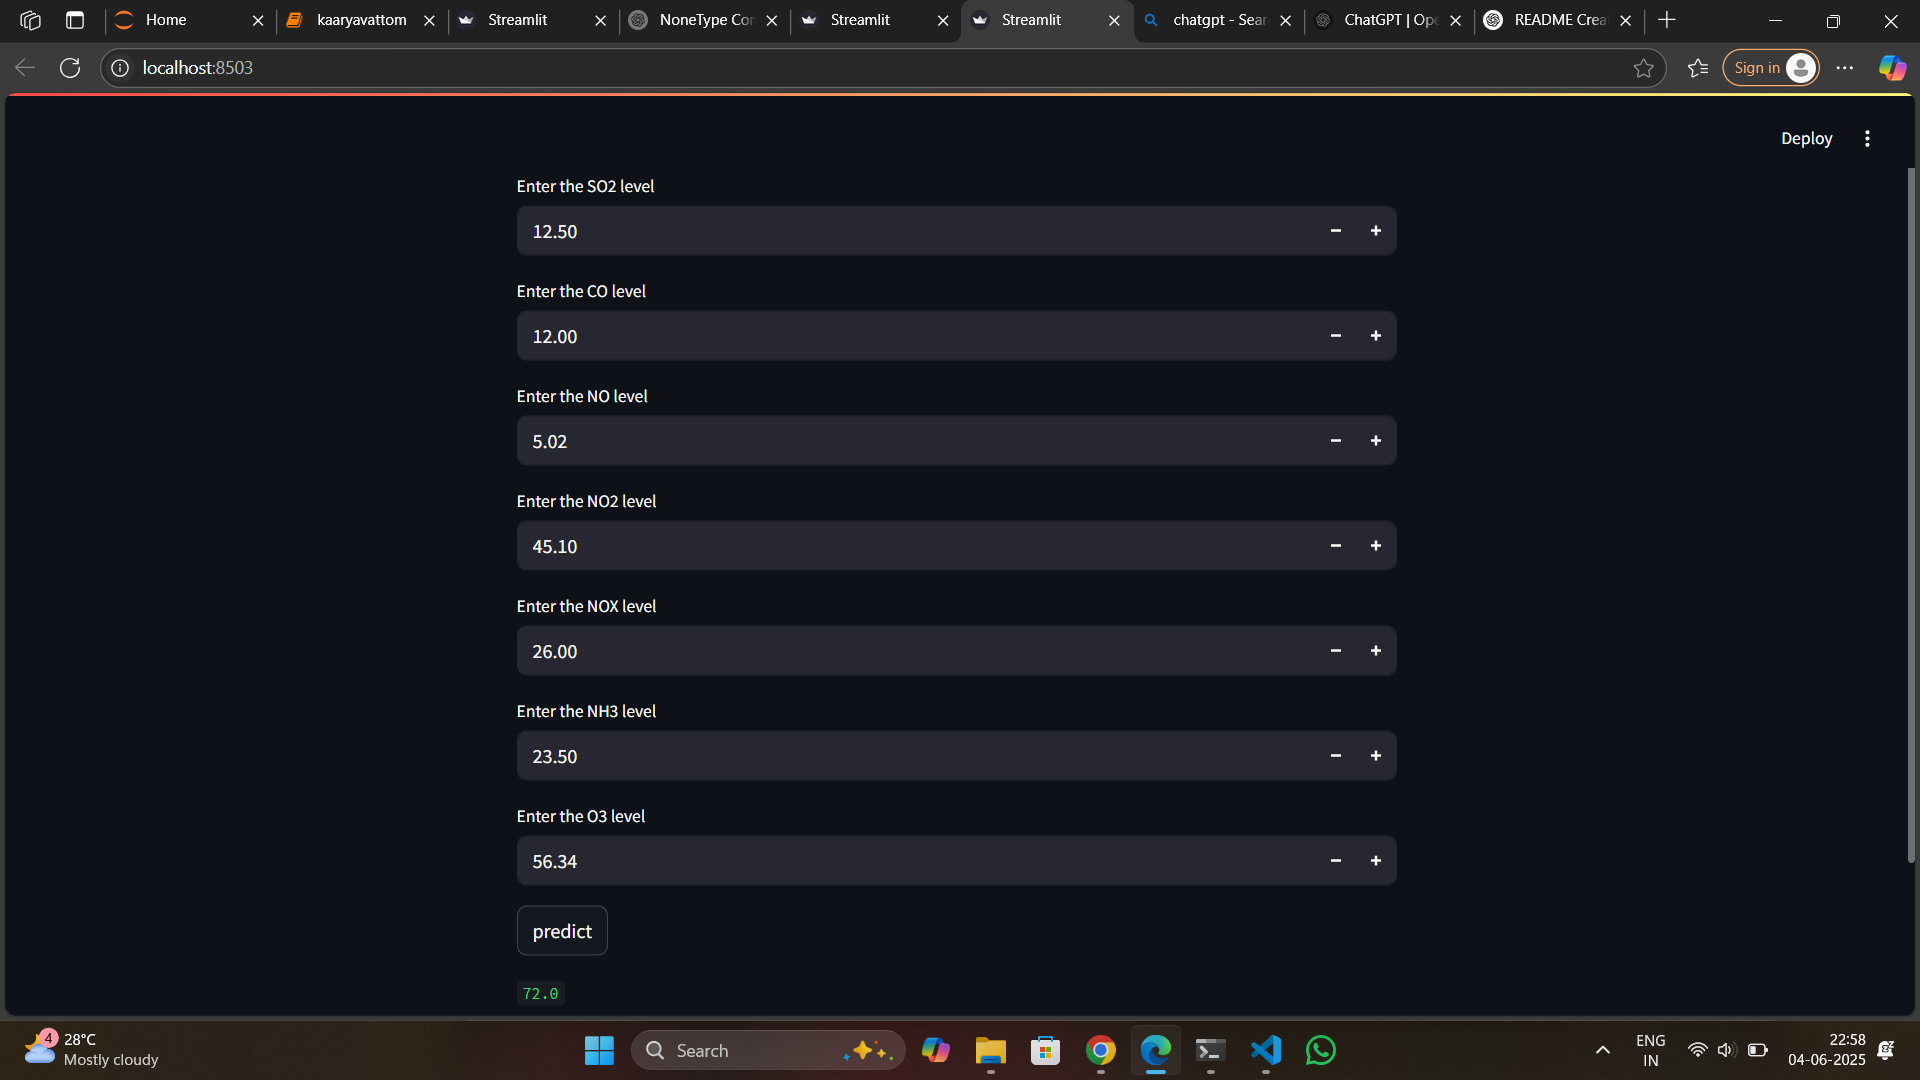 Home
kaaryavattom
Streamlit
NoneType Cor
Streamlit
Streamlit
chatgpt - Sear
ChatGPT | Ope
README Crea
localhost:8503
Sign in
Deploy
Enter the SO2 level
12.50
Enter the CO level
12.00
Enter the NO level
5.02
Enter the NO2 level
45.10
Enter the NOX level
26.00
Enter the NH3 level
23.50
Enter the O3 level
56.34
predict
72.0
4
28°C
Mostly cloudy
Search
ENG
IN
22:58
04-06-2025